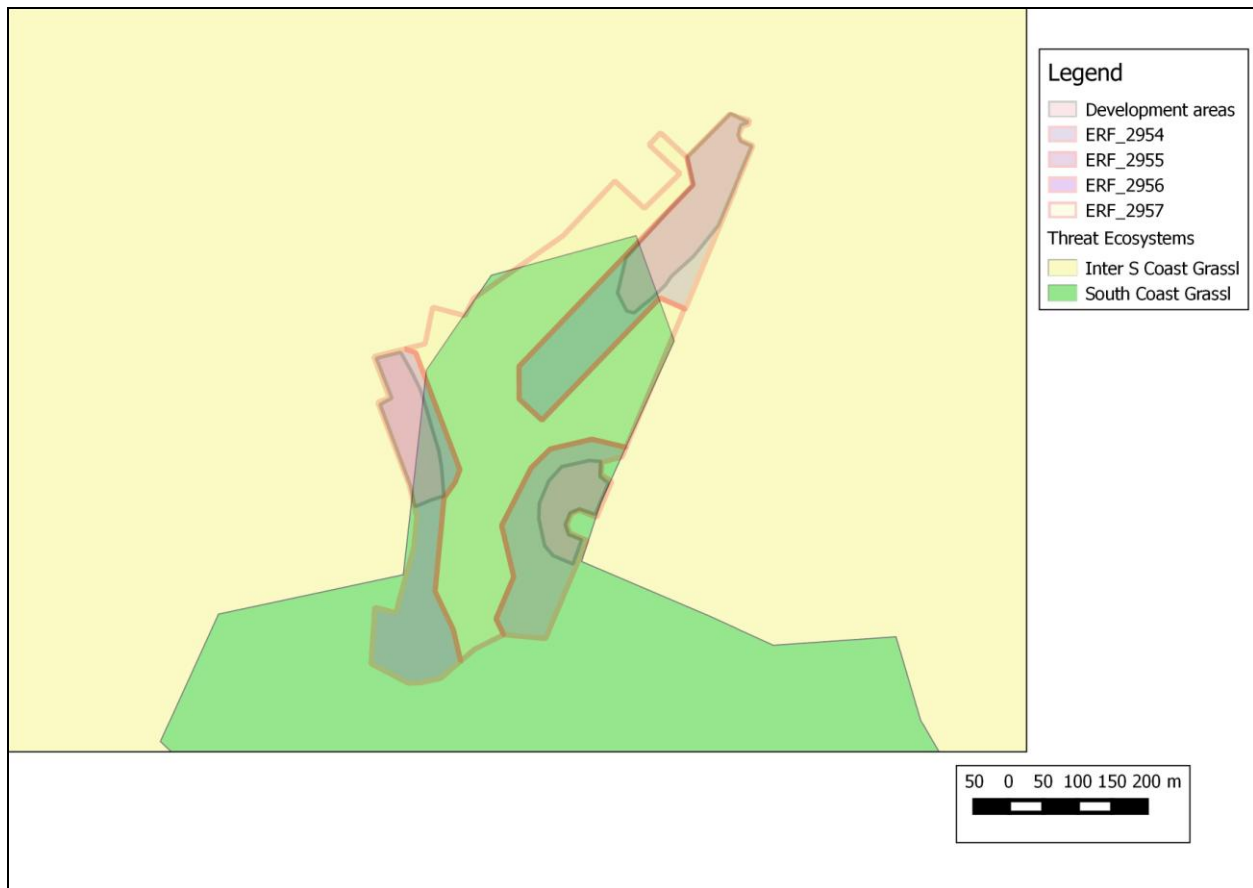 Legend
Development areas
ERF_2954
ERF_2955
ERF_2956
ERF_2957
Threat Ecosystems
Inter S Coast Grassl
South Coast Grassl
50 0 50 100 150 200 m